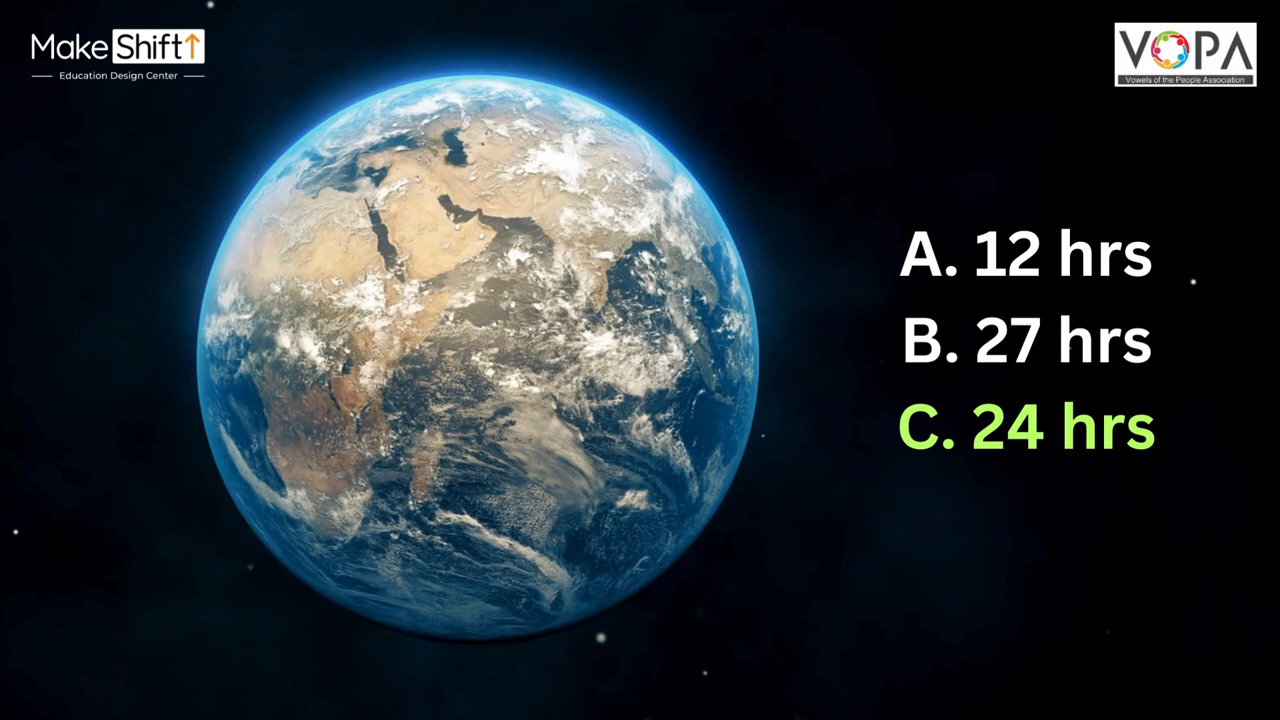 MakeShift↑
Education Design Center
VOPA
Vowels of the People Association
A. 12 hrs
B. 27 hrs
C. 24 hrs